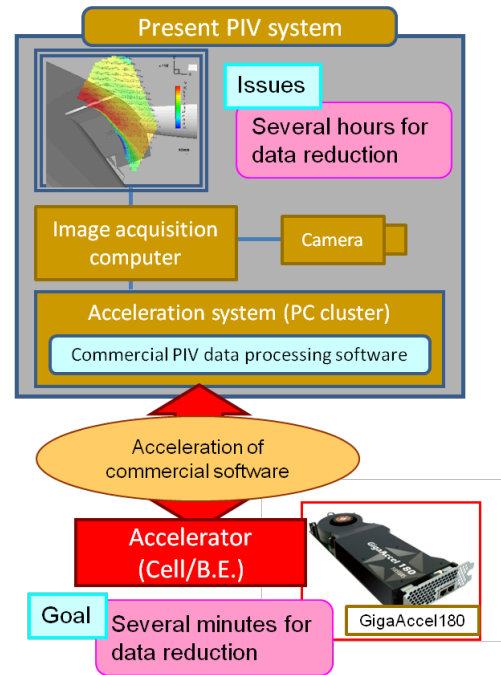 Present PIV system
Issues
Several hours for
data reduction
Image acquisition
computer
Camera
Acceleration system (PC cluster)
Commercial PIV data processing software
Acceleration of
commercial software
Accelerator
(Cell/B.E.)
GigaAccel 180
GigaAccel180
Goal
Several minutes for
data reduction